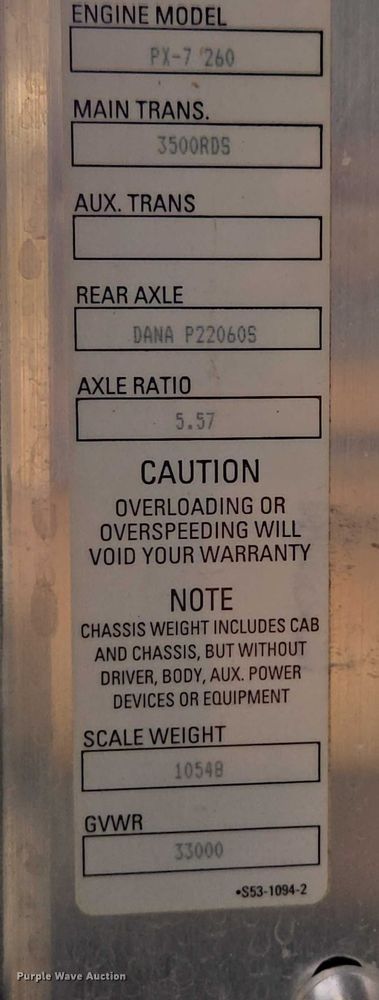 ENGINE MODEL
PX-7 260
MAIN TRANS.
3500RDS
AUX. TRANS
REAR AXLE
DANA P22060S
AXLE RATIO
5.57
CAUTION
OVERLOADING OR
OVERSPEEDING WILL
VOID YOUR WARRANTY
NOTE
CHASSIS WEIGHT INCLUDES CAB
AND CHASSIS, BUT WITHOUT
DRIVER, BODY, AUX. POWER
DEVICES OR EQUIPMENT
SCALE WEIGHT
10548
GVWR
33000
•S53-1094-2
Purple Wave Auction